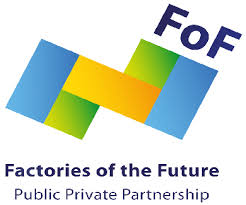 FoF
Factories of the Future
Public Private Partnership